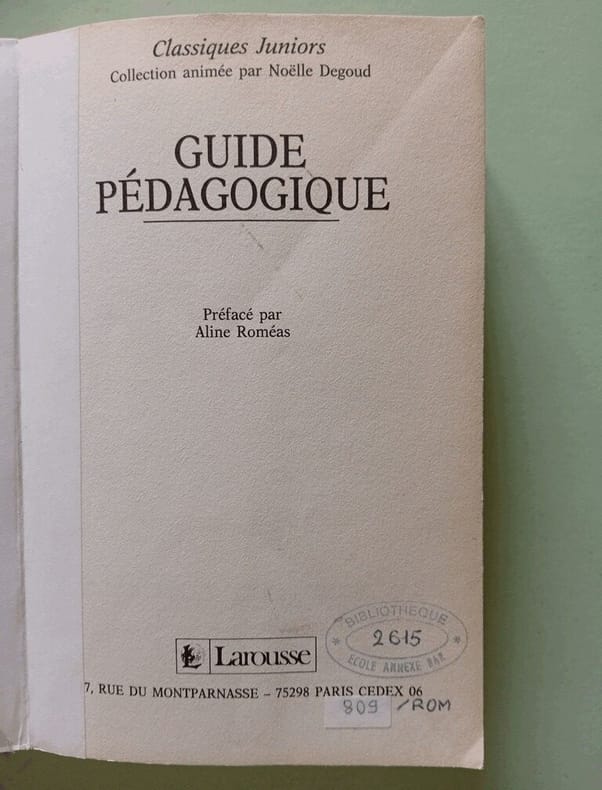 Classiques Juniors
Collection animée par Noëlle Degoud
GUIDE
PÉDAGOGIQUE
Préfacé par
Aline Roméas
Larousse
7, RUE DU MONTPARNASSE – 75298 PARIS CEDEX 06
* BIBLIOTHEQUE *
2615
ECOLE ANNEXE
809 /ROM